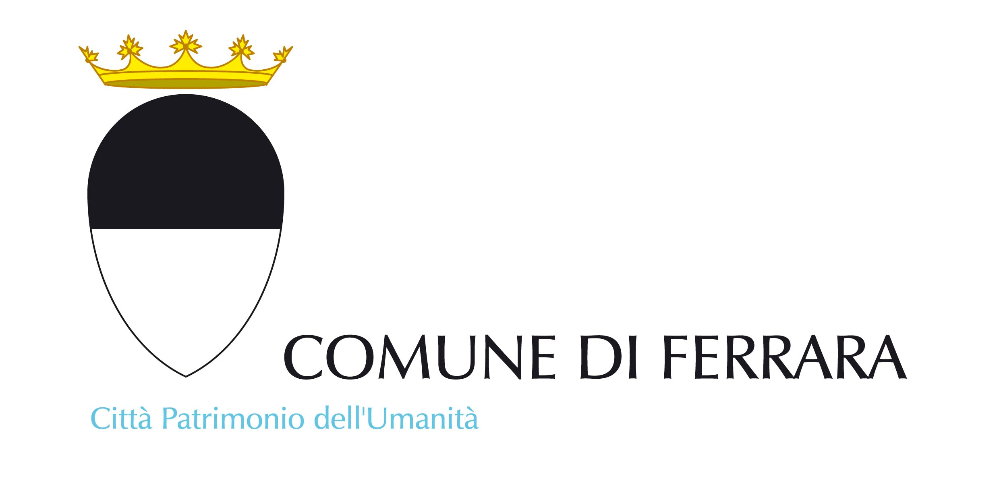 COMUNE DI FERRARA
Città Patrimonio dell'Umanità